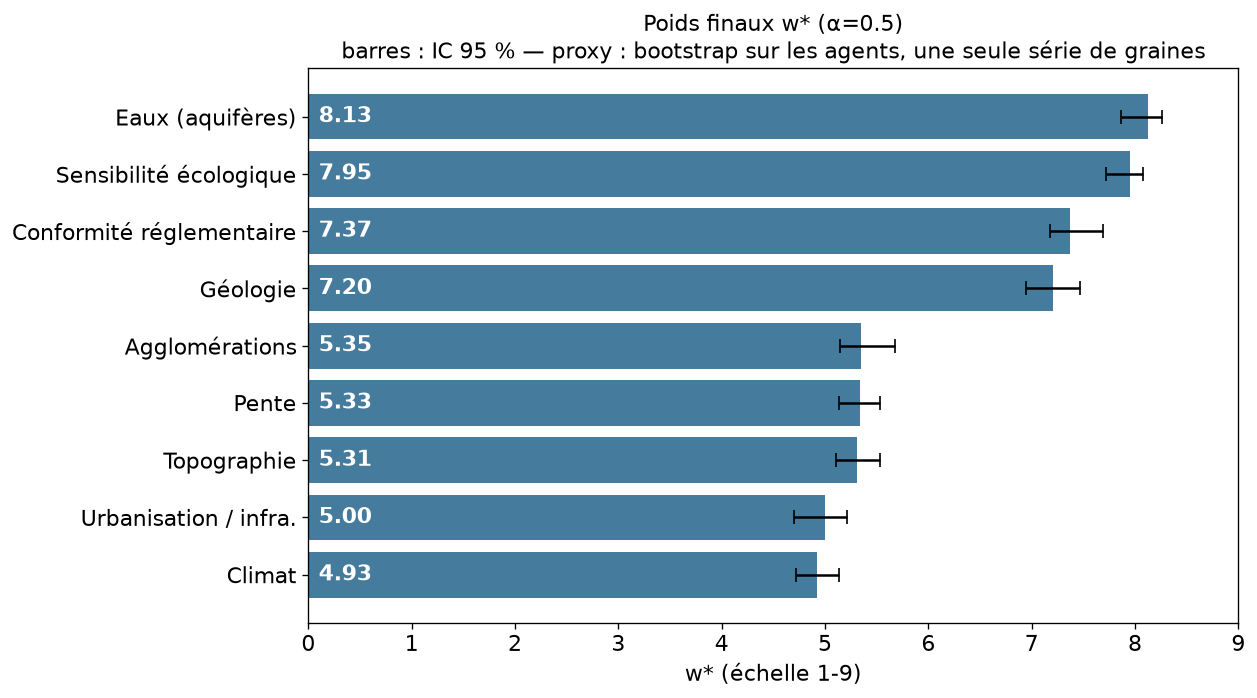 Poids finaux w* (α=0.5)
barres : IC 95 % — proxy : bootstrap sur les agents, une seule série de graines
Eaux (aquifères) 8.13
Sensibilité écologique 7.95
Conformité réglementaire 7.37
Géologie 7.20
Agglomérations 5.35
Pente 5.33
Topographie 5.31
Urbanisation / infra. 5.00
Climat 4.93
0 1 2 3 4 5 6 7 8 9
w* (échelle 1-9)